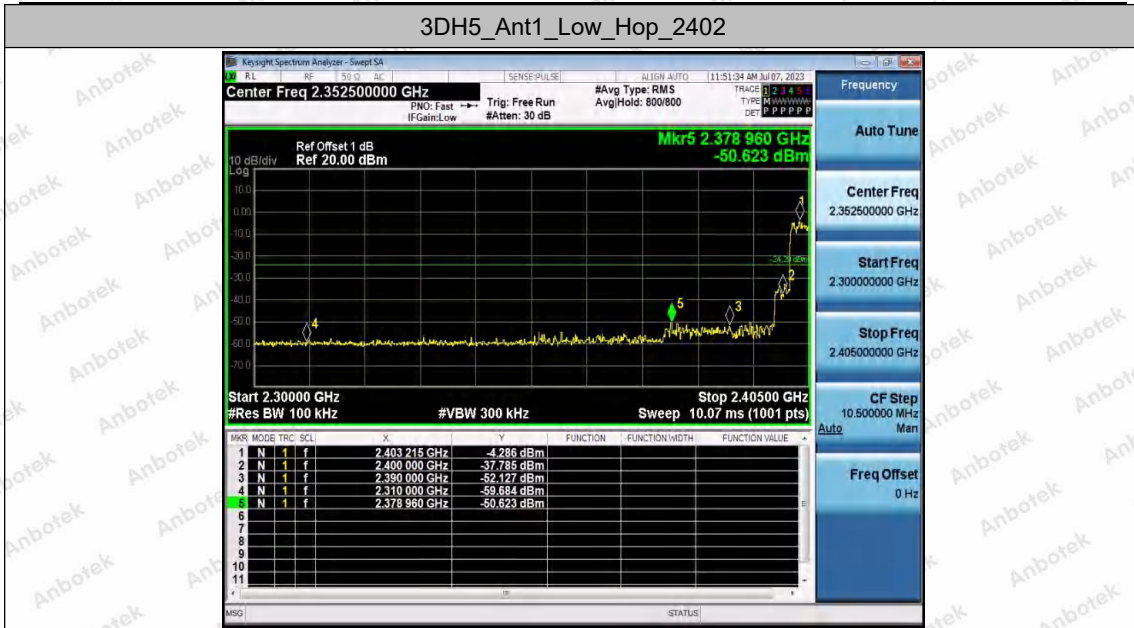 3DH5_Ant1_Low_Hop_2402
Keysight Spectrum Analyzer - Swept SA
RL RF 50 Ω AC SENSE:PULSE ALIGN AUTO 11:51:34 AM Jul 07, 2023
Center Freq 2.352500000 GHz
PNO: Fast
IFGain:Low
Trig: Free Run
#Atten: 30 dB
#Avg Type: RMS
Avg|Hold: 800/800
TRACE 1 2 3 4 5 6
TYPE M WWWWW
DET P P P P P P
Frequency
Auto Tune
Center Freq
2.352500000 GHz
Start Freq
2.300000000 GHz
Stop Freq
2.405000000 GHz
CF Step
10.500000 MHz
Auto Man
Freq Offset
0 Hz
Mkr5 2.378 960 GHz
-50.623 dBm
Ref Offset 1 dB
10 dB/div Ref 20.00 dBm
Log
10.0
0.00
-10.0
-20.0
-30.0
-40.0
-50.0
-60.0
-70.0
1
2
3
4
5
Start 2.30000 GHz Stop 2.40500 GHz
#Res BW 100 kHz #VBW 300 kHz Sweep 10.07 ms (1001 pts)
MKR MODE TRC SCL X Y FUNCTION FUNCTION WIDTH FUNCTION VALUE
1 N 1 f 2.403 215 GHz -4.286 dBm
2 N 1 f 2.400 000 GHz -37.785 dBm
3 N 1 f 2.390 000 GHz -52.127 dBm
4 N 1 f 2.310 000 GHz -59.684 dBm
5 N 1 f 2.378 960 GHz -50.623 dBm
6
7
8
9
10
11
MSG STATUS
Anbotek